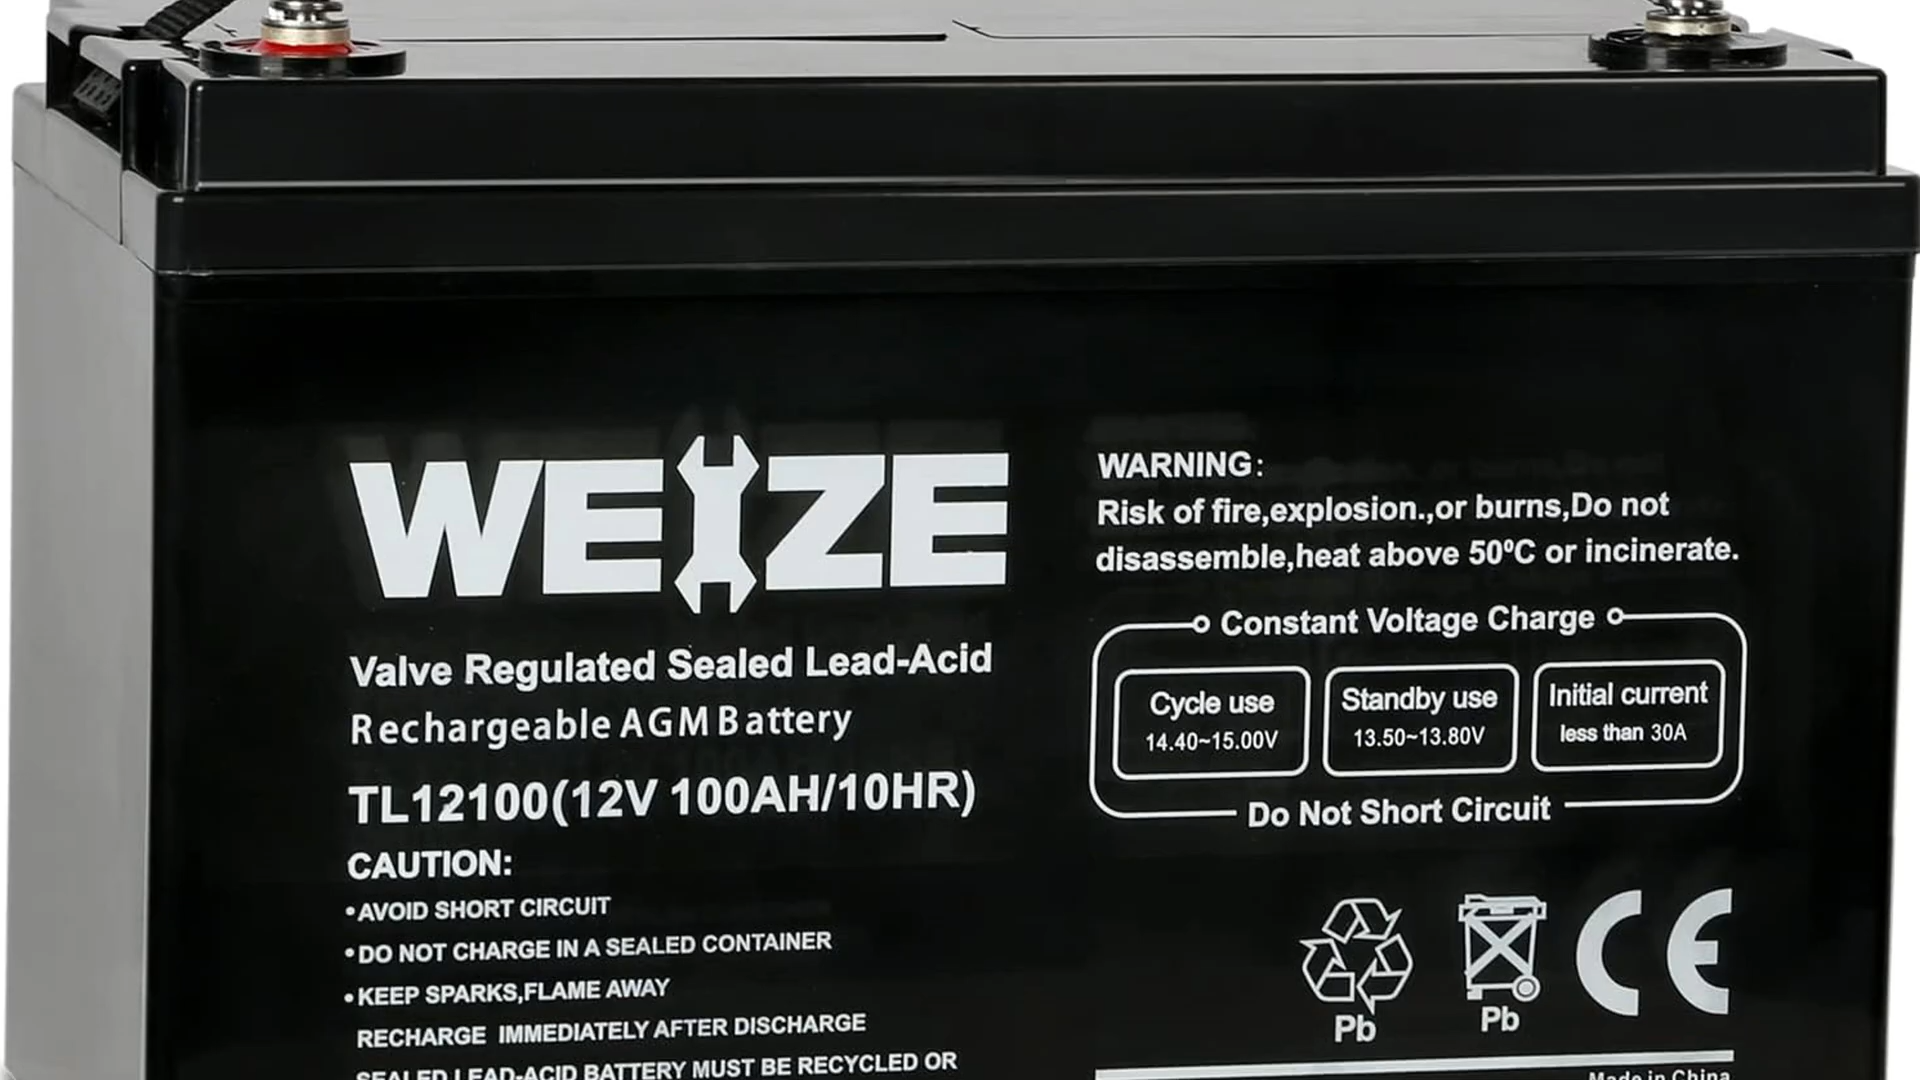 WEIZE
Valve Regulated Sealed Lead-Acid
Rechargeable AGM Battery
TL12100(12V 100AH/10HR)
CAUTION:
•AVOID SHORT CIRCUIT
•DO NOT CHARGE IN A SEALED CONTAINER
•KEEP SPARKS,FLAME AWAY
RECHARGE IMMEDIATELY AFTER DISCHARGE
SEALED LEAD-ACID BATTERY MUST BE RECYCLED OR
WARNING:
Risk of fire,explosion.,or burns,Do not
disassemble,heat above 50ºC or incinerate.
Constant Voltage Charge
Cycle use
14.40~15.00V
Standby use
13.50~13.80V
Initial current
less than 30A
Do Not Short Circuit
Pb
Pb
CE
Made in China